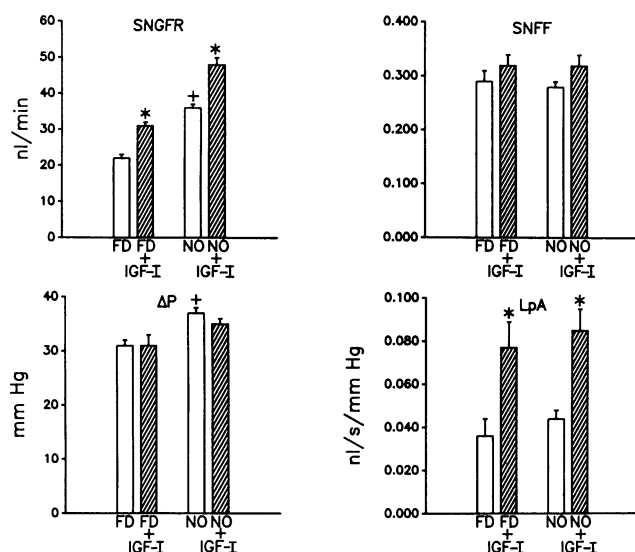 SNGFR
nl/min
60
50
40
30
20
10
0
*
+
*
FD FD NO NO
+ +
IGF-I IGF-I
SNFF
0.400
0.300
0.200
0.100
0.000
FD FD NO NO
+ +
IGF-I IGF-I
ΔP
mm Hg
40
30
20
10
0
+
FD FD NO NO
+ +
IGF-I IGF-I
LpA
nl/s/mm Hg
0.100
0.080
0.060
0.040
0.020
0.000
*
*
FD FD NO NO
+ +
IGF-I IGF-I